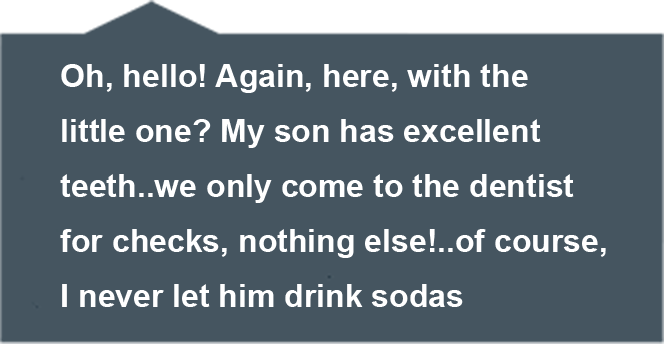 Oh, hello! Again, here, with the
little one? My son has excellent
teeth..we only come to the dentist
for checks, nothing else!..of course,
I never let him drink sodas